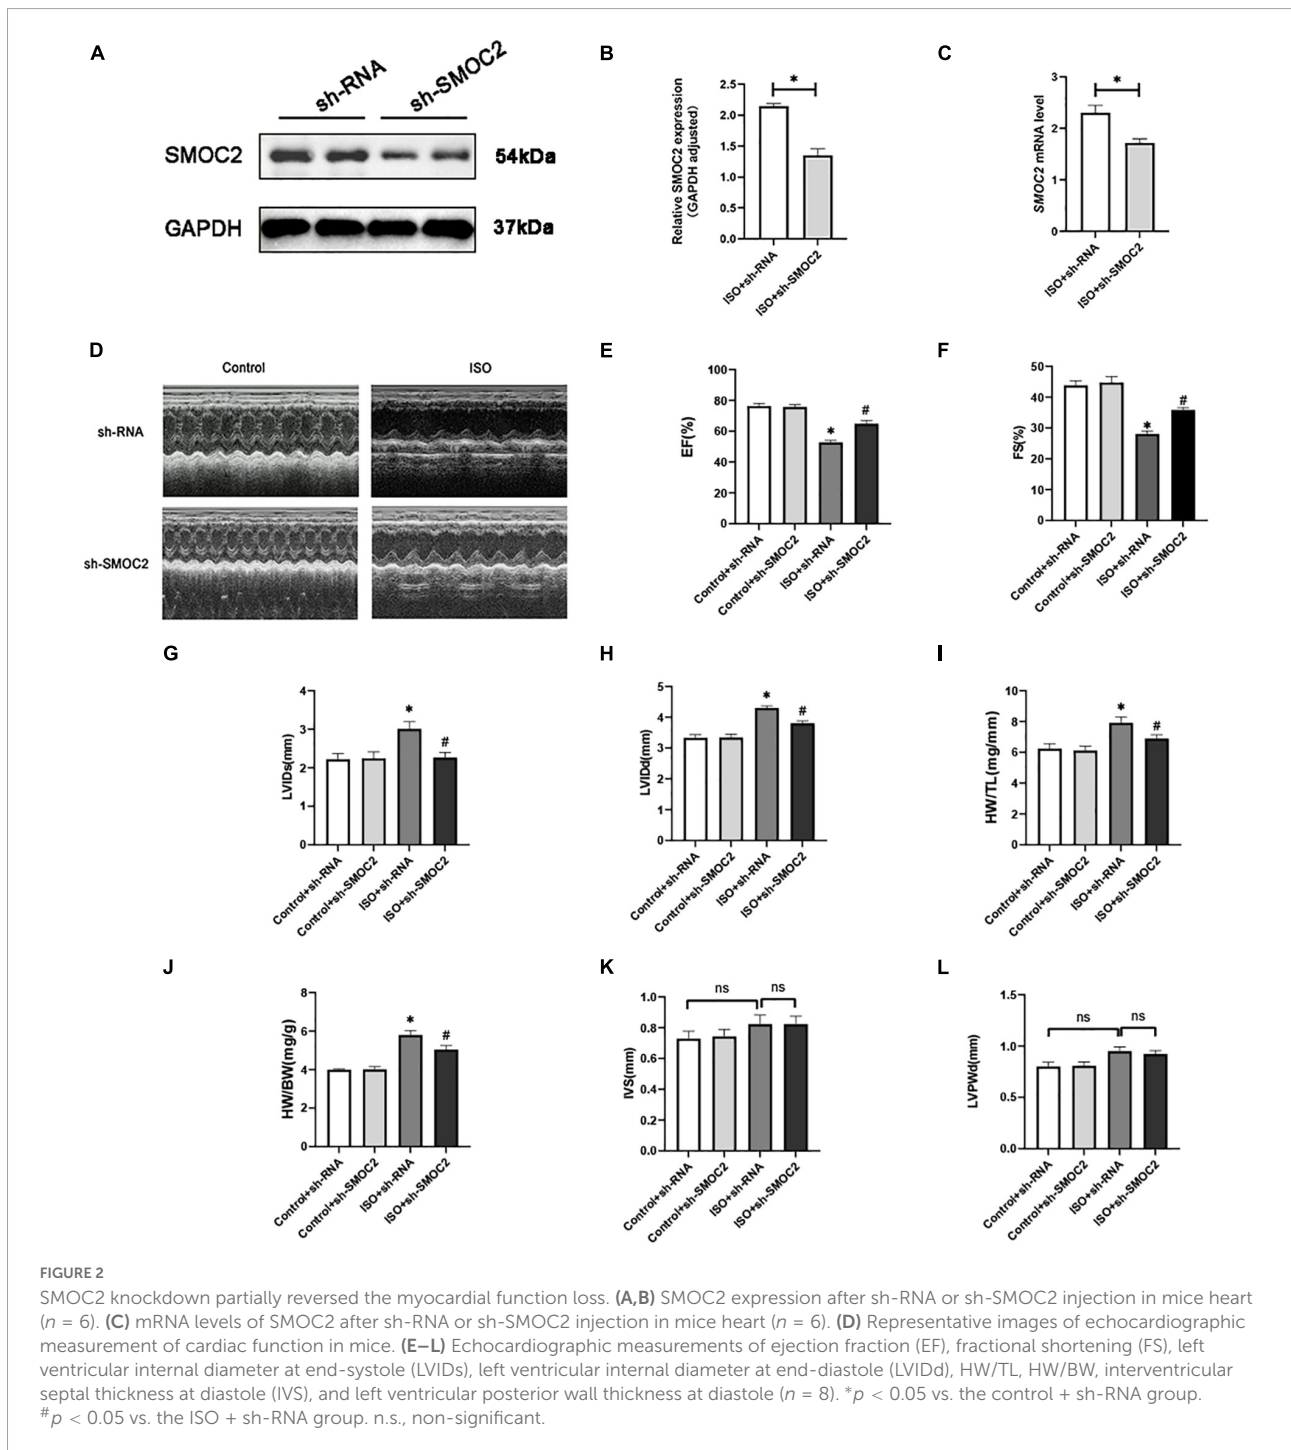 A
sh-RNA
sh-SMOC2
SMOC2
54kDa
GAPDH
37kDa
B
Relative SMOC2 expression
(GAPDH adjusted)
2.5
2.0
1.5
1.0
0.5
0.0
*
ISO+sh-RNA
ISO+sh-SMOC2
C
SMOC2 mRNA level
3
2
1
0
*
ISO+sh-RNA
ISO+sh-SMOC2
D
Control
ISO
sh-RNA
sh-SMOC2
E
EF(%)
100
80
60
40
20
0
*
#
Control+sh-RNA
Control+sh-SMOC2
ISO+sh-RNA
ISO+sh-SMOC2
F
FS(%)
50
40
30
20
10
0
*
#
Control+sh-RNA
Control+sh-SMOC2
ISO+sh-RNA
ISO+sh-SMOC2
G
LVIDs(mm)
4
3
2
1
0
*
#
Control+sh-RNA
Control+sh-SMOC2
ISO+sh-RNA
ISO+sh-SMOC2
H
LVIDd(mm)
5
4
3
2
1
0
*
#
Control+sh-RNA
Control+sh-SMOC2
ISO+sh-RNA
ISO+sh-SMOC2
I
HW/TL(mg/mm)
10
8
6
4
2
0
*
#
Control+sh-RNA
Control+sh-SMOC2
ISO+sh-RNA
ISO+sh-SMOC2
J
HW/BW(mg/g)
8
6
4
2
0
*
#
Control+sh-RNA
Control+sh-SMOC2
ISO+sh-RNA
ISO+sh-SMOC2
K
IVS(mm)
1.0
0.8
0.6
0.4
0.2
0.0
ns
ns
Control+sh-RNA
Control+sh-SMOC2
ISO+sh-RNA
ISO+sh-SMOC2
L
LVPWd(mm)
1.5
1.0
0.5
0.0
ns
ns
Control+sh-RNA
Control+sh-SMOC2
ISO+sh-RNA
ISO+sh-SMOC2
FIGURE 2
SMOC2 knockdown partially reversed the myocardial function loss. (A,B) SMOC2 expression after sh-RNA or sh-SMOC2 injection in mice heart
(n = 6). (C) mRNA levels of SMOC2 after sh-RNA or sh-SMOC2 injection in mice heart (n = 6). (D) Representative images of echocardiographic
measurement of cardiac function in mice. (E–L) Echocardiographic measurements of ejection fraction (EF), fractional shortening (FS), left
ventricular internal diameter at end-systole (LVIDs), left ventricular internal diameter at end-diastole (LVIDd), HW/TL, HW/BW, interventricular
septal thickness at diastole (IVS), and left ventricular posterior wall thickness at diastole (n = 8). *p < 0.05 vs. the control + sh-RNA group.
#p < 0.05 vs. the ISO + sh-RNA group. n.s., non-significant.